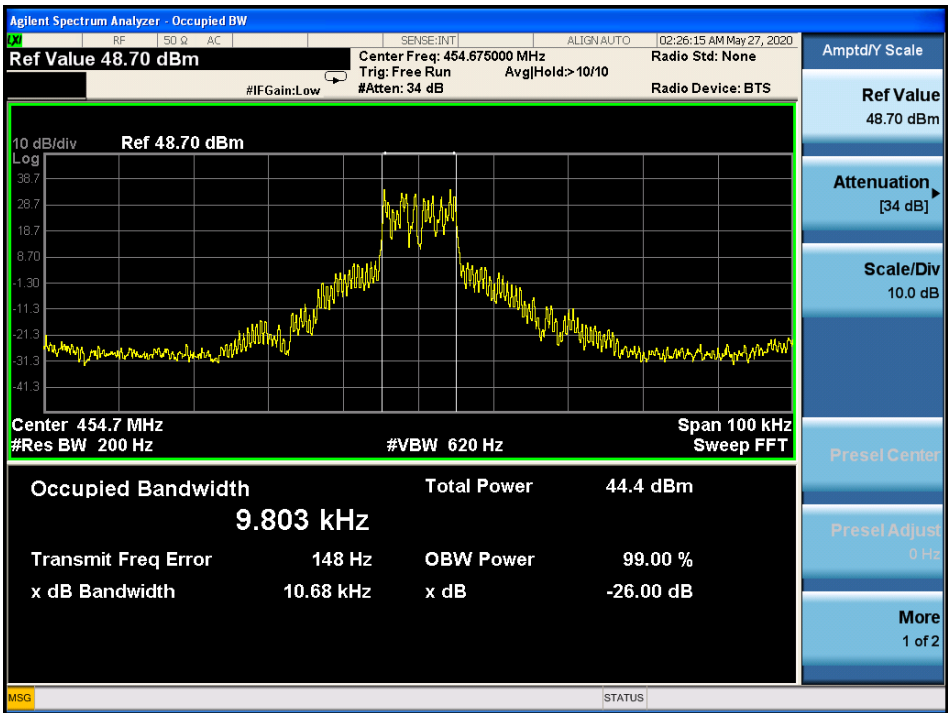 Agilent Spectrum Analyzer - Occupied BW
LXI RF 50 Ω AC SENSE:INT ALIGN AUTO 02:26:15 AM May 27, 2020
Ref Value 48.70 dBm
Center Freq: 454.675000 MHz
Radio Std: None
Trig: Free Run Avg|Hold:>10/10
#IFGain:Low
#Atten: 34 dB
Radio Device: BTS
10 dB/div Ref 48.70 dBm
Log
38.7
28.7
18.7
8.70
-1.30
-11.3
-21.3
-31.3
-41.3
Center 454.7 MHz Span 100 kHz
#Res BW 200 Hz #VBW 620 Hz Sweep FFT
Occupied Bandwidth Total Power 44.4 dBm
9.803 kHz
Transmit Freq Error 148 Hz OBW Power 99.00 %
x dB Bandwidth 10.68 kHz x dB -26.00 dB
Amptd/Y Scale
Ref Value
48.70 dBm
Attenuation
[34 dB]
Scale/Div
10.0 dB
Presel Center
Presel Adjust
0 Hz
More
1 of 2
MSG STATUS